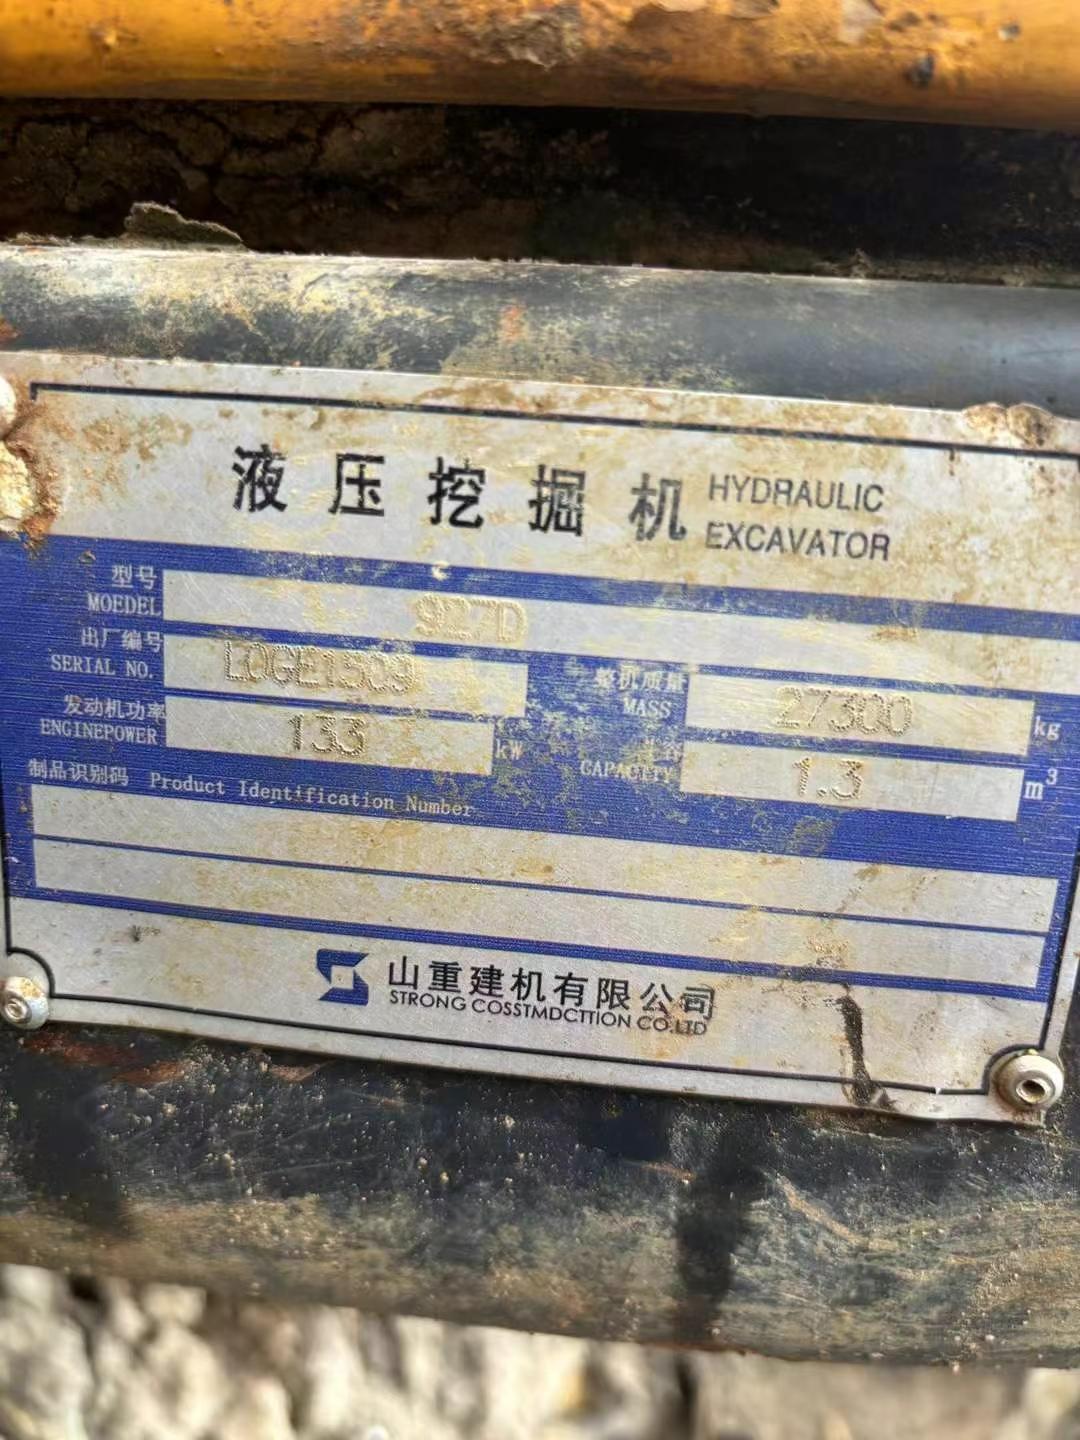 液压挖掘机 HYDRAULIC EXCAVATOR
型号 MOEDEL 927D
出厂编号 SERIAL NO. LOGE1509
整机质量 MASS 27300 kg
发动机功率 ENGINEPOWER 133 kW
CAPACITY 1.3 m³
制品识别码 Product Identification Number
山重建机有限公司
STRONG COSSTMDCTTION CO.LTD